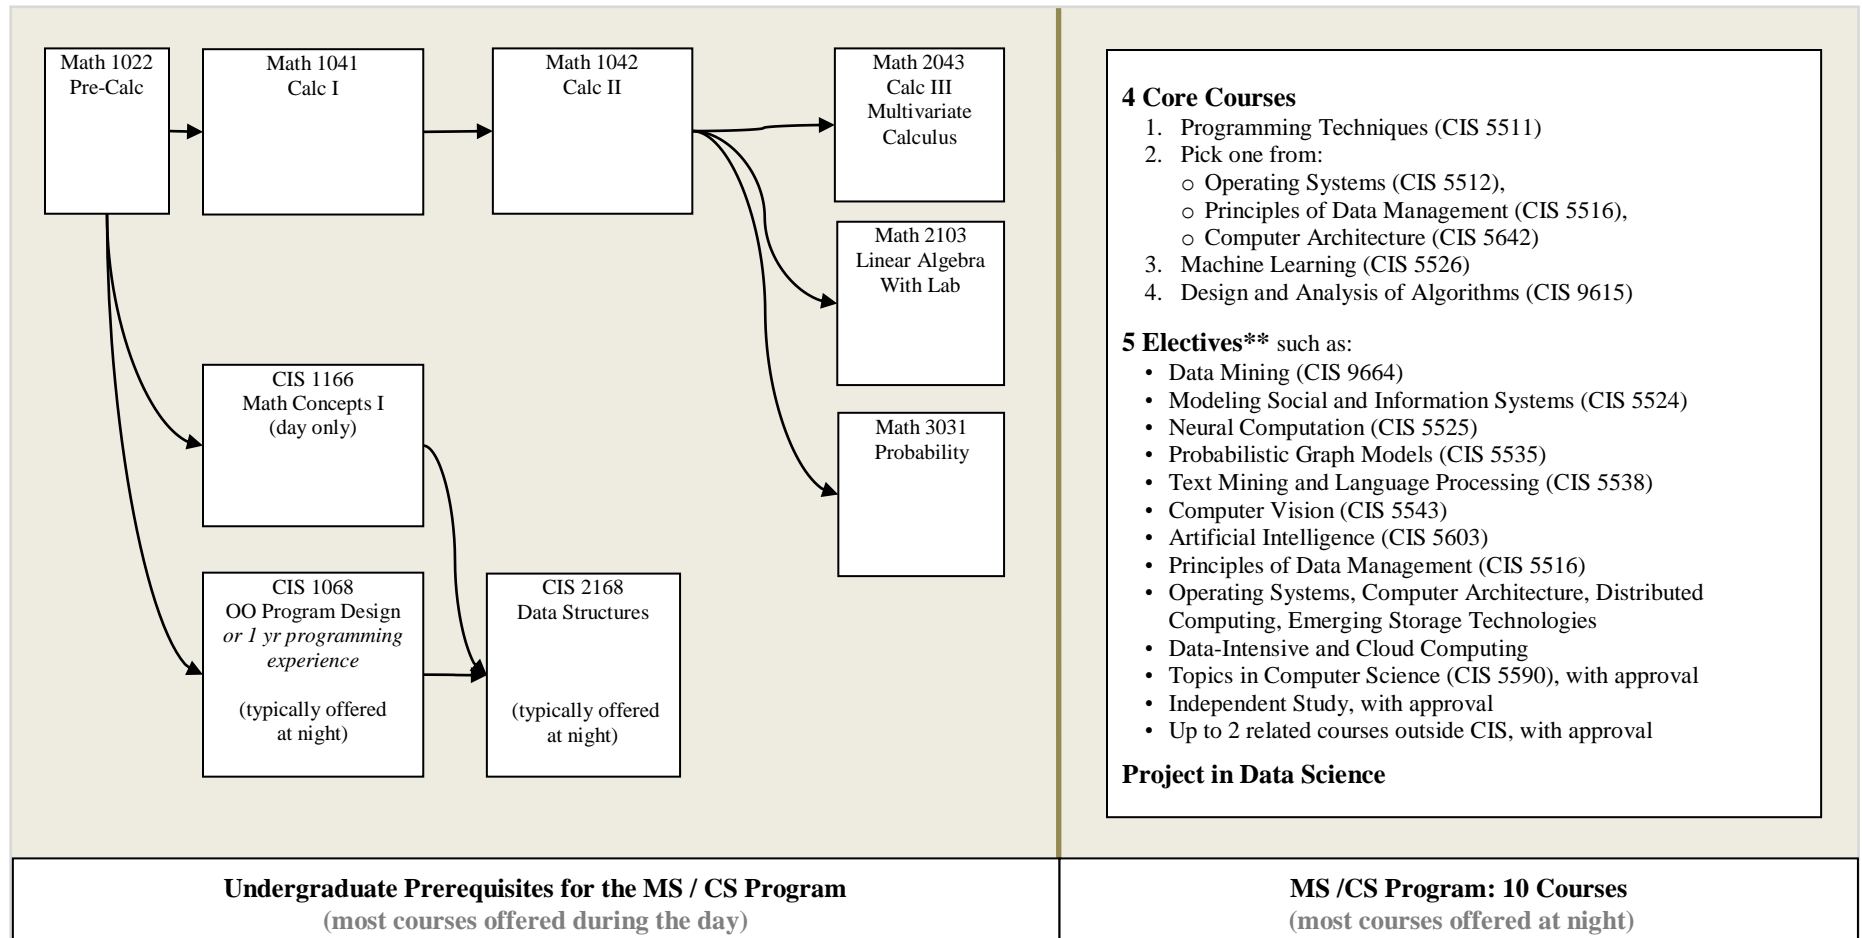 Math 1022
Pre-Calc
Math 1041
Calc I
Math 1042
Calc II
Math 2043
Calc III
Multivariate
Calculus
Math 2103
Linear Algebra
With Lab
CIS 1166
Math Concepts I
(day only)
Math 3031
Probability
CIS 1068
OO Program Design
or 1 yr programming
experience
(typically offered
at night)
CIS 2168
Data Structures
(typically offered
at night)
4 Core Courses
1. Programming Techniques (CIS 5511)
2. Pick one from:
o Operating Systems (CIS 5512),
o Principles of Data Management (CIS 5516),
o Computer Architecture (CIS 5642)
3. Machine Learning (CIS 5526)
4. Design and Analysis of Algorithms (CIS 9615)
5 Electives** such as:
• Data Mining (CIS 9664)
• Modeling Social and Information Systems (CIS 5524)
• Neural Computation (CIS 5525)
• Probabilistic Graph Models (CIS 5535)
• Text Mining and Language Processing (CIS 5538)
• Computer Vision (CIS 5543)
• Artificial Intelligence (CIS 5603)
• Principles of Data Management (CIS 5516)
• Operating Systems, Computer Architecture, Distributed
Computing, Emerging Storage Technologies
• Data-Intensive and Cloud Computing
• Topics in Computer Science (CIS 5590), with approval
• Independent Study, with approval
• Up to 2 related courses outside CIS, with approval
Project in Data Science
Undergraduate Prerequisites for the MS / CS Program
(most courses offered during the day)
MS /CS Program: 10 Courses
(most courses offered at night)